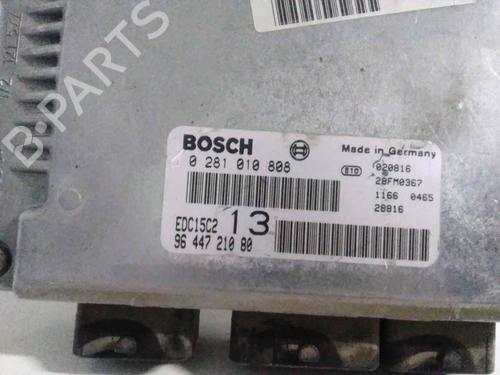 B-PARTS
BOSCH
Made in Germany
0 281 010 808
E10
020816
28FM0367
1166 0465
28816
EDC15C2 13
96 447 210 80